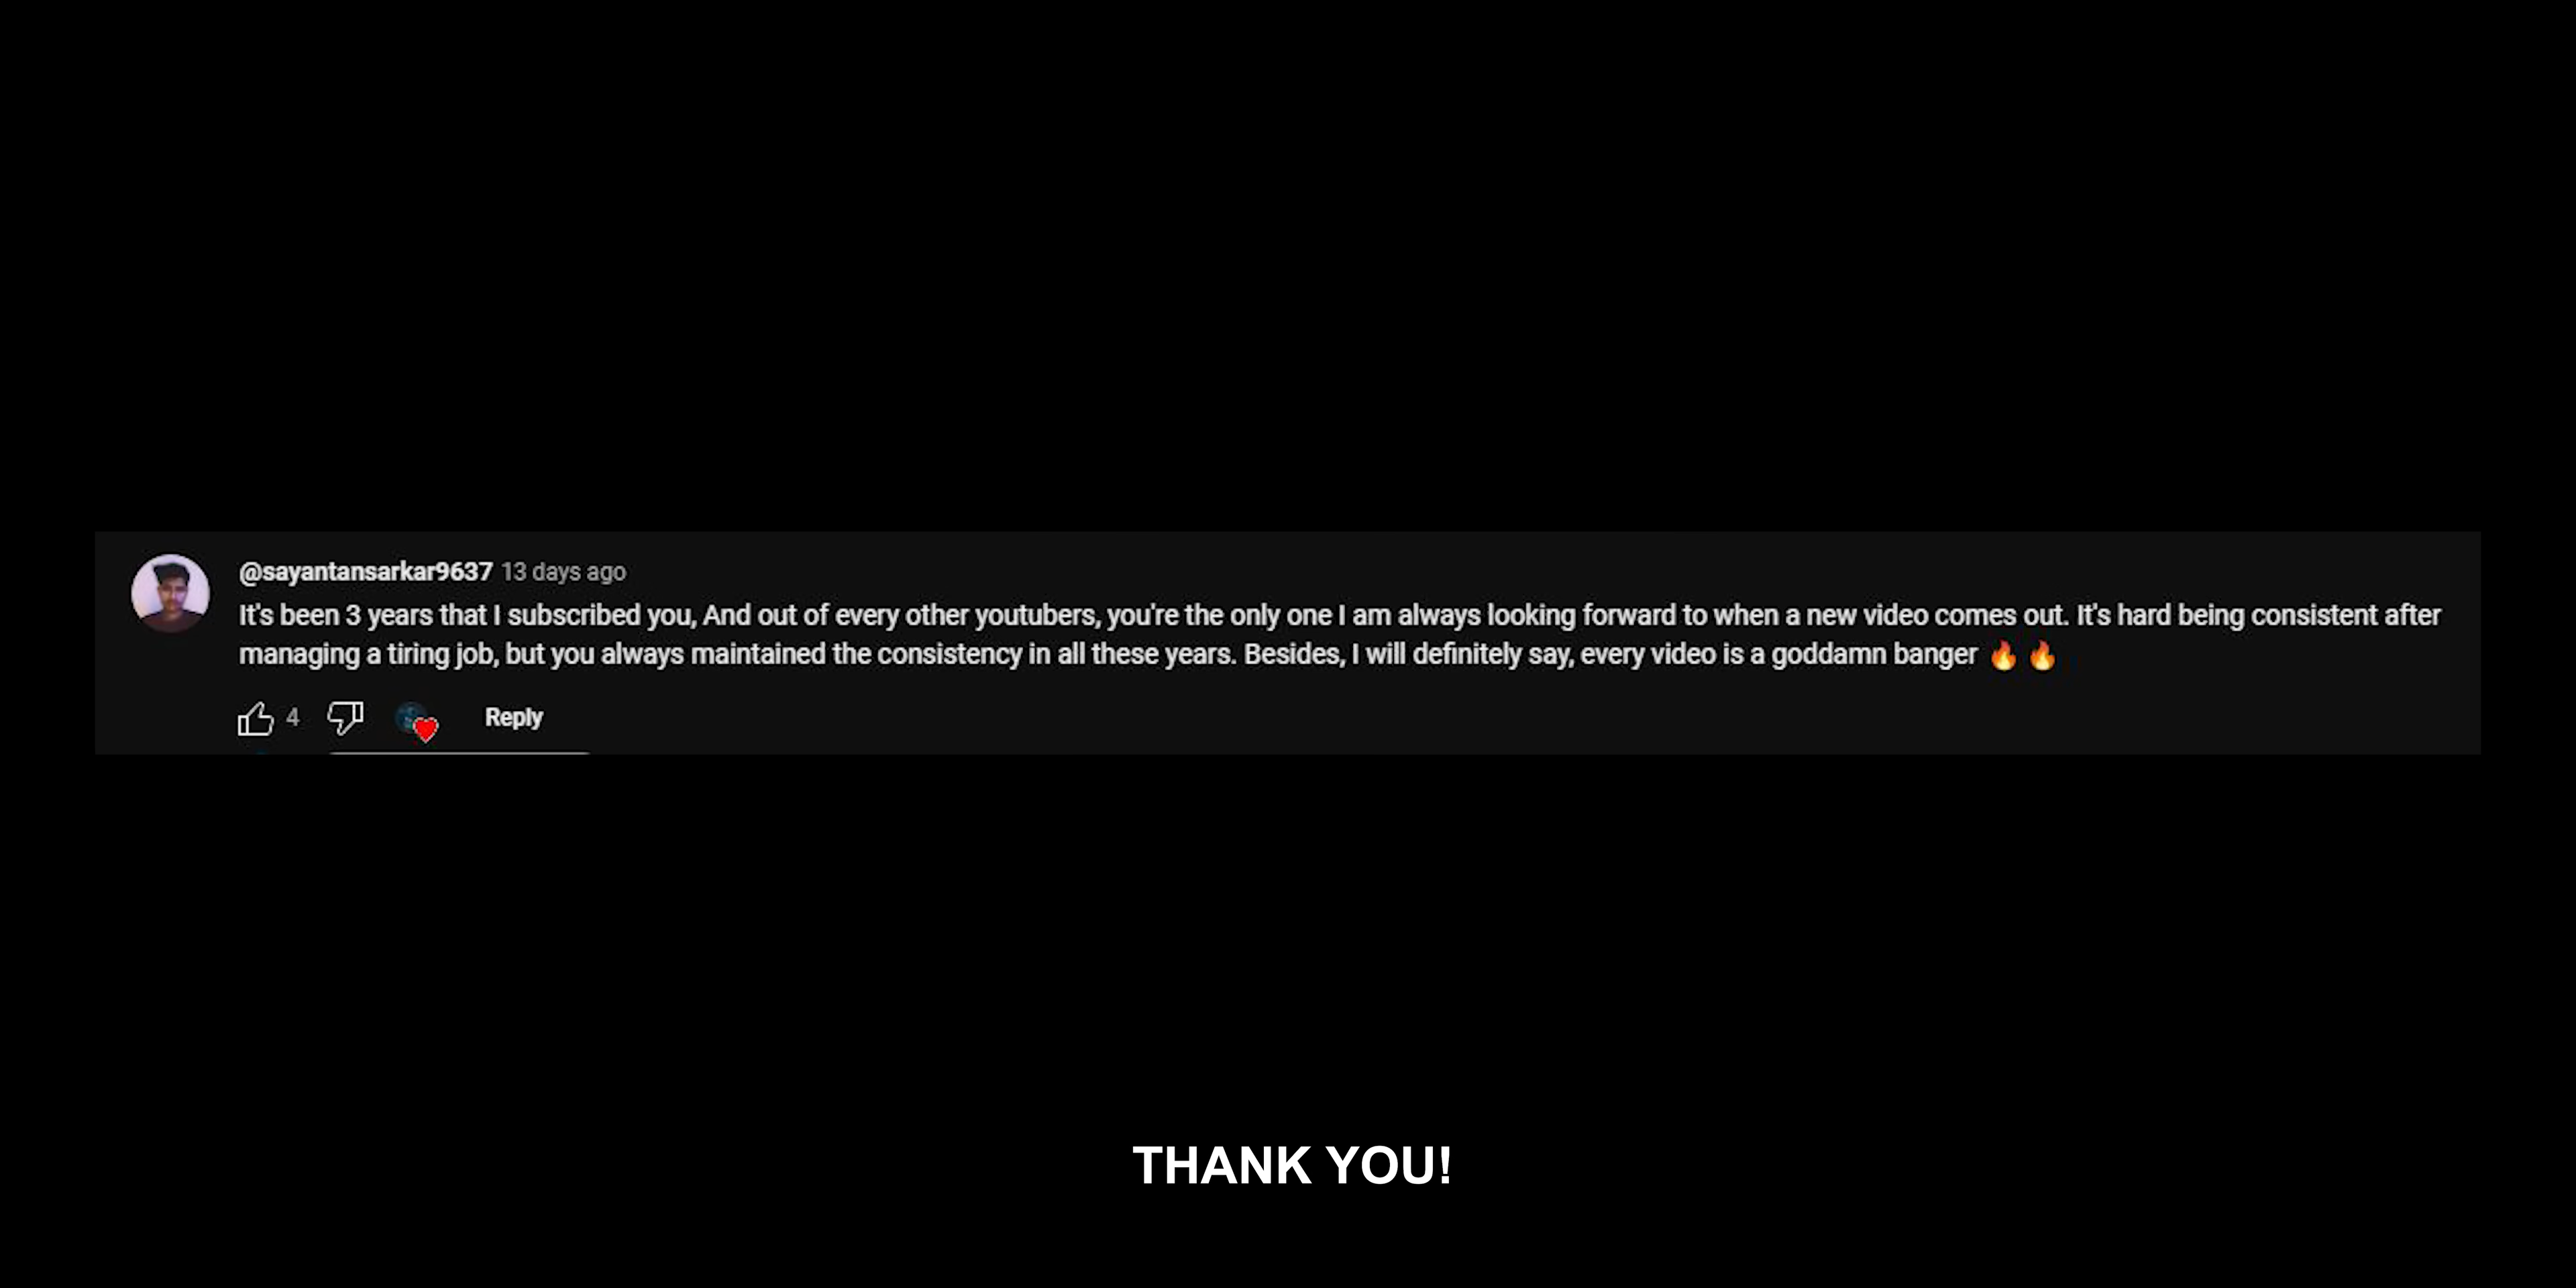 @sayantansarkar9637 13 days ago
It's been 3 years that I subscribed you, And out of every other youtubers, you're the only one I am always looking forward to when a new video comes out. It's hard being consistent after
managing a tiring job, but you always maintained the consistency in all these years. Besides, I will definitely say, every video is a goddamn banger 🔥 🔥
4 Reply
THANK YOU!